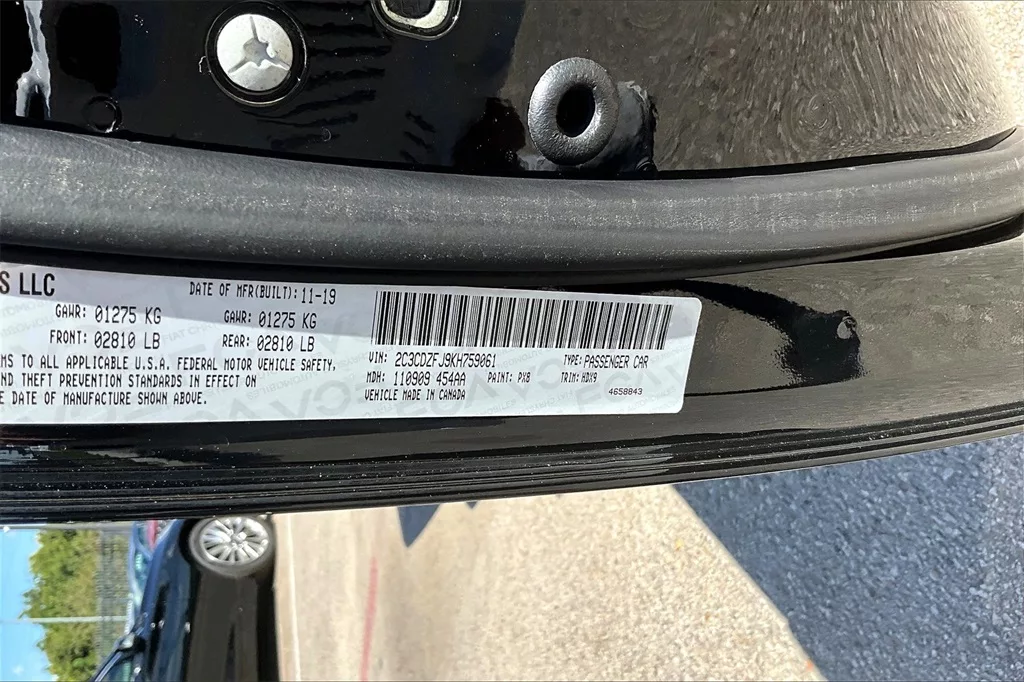 S LLC
DATE OF MFR(BUILT): 11-19
GAWR: 01275 KG GAWR: 01275 KG
FRONT: 02810 LB REAR: 02810 LB
MS TO ALL APPLICABLE U.S.A. FEDERAL MOTOR VEHICLE SAFETY,
ND THEFT PREVENTION STANDARDS IN EFFECT ON
E DATE OF MANUFACTURE SHOWN ABOVE.
VIN: 2C3CDZFJ9KH759061 TYPE: PASSENGER CAR
MDH: 110909 454AA PAINT: PX8 TRIM: HDX9
VEHICLE MADE IN CANADA 4658843